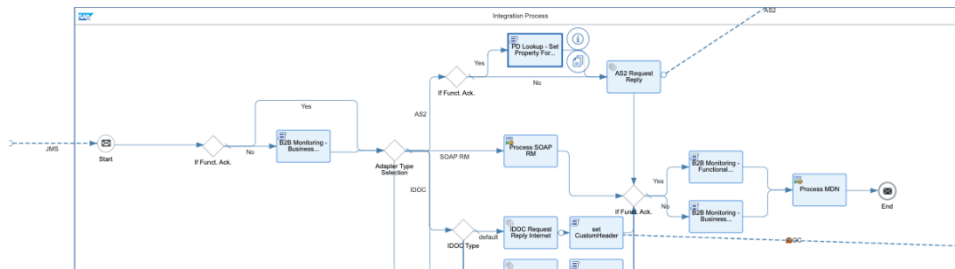 SAP
Integration Process
AS2
PD Lookup - Set
Property For...
Yes
No
If Funct. Ack.
AS2 Request
Reply
Yes
AS2
JMS
Start
If Funct. Ack.
No
B2B Monitoring -
Business...
Adapter Type
Selection
SOAP RM
Process SOAP
RM
IDOC
If Funct. Ack.
Yes
No
B2B Monitoring -
Functional...
B2B Monitoring -
Business...
Process MDN
End
IDOC Type
default
IDOC Request
Reply Internet
set
CustomHeader
IDOC